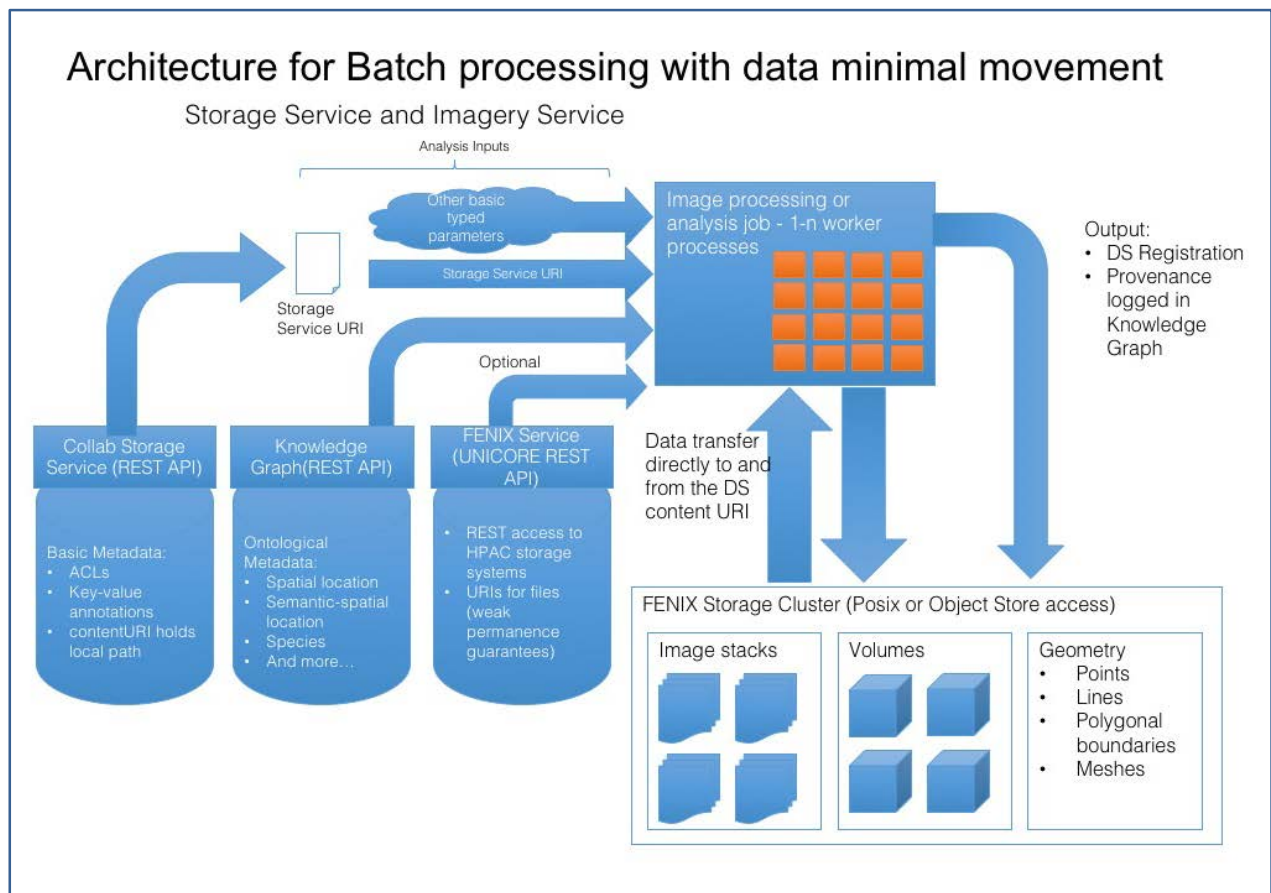 Architecture for Batch processing with data minimal movement
Storage Service and Imagery Service
Analysis Inputs
Other basic
typed
parameters
Storage Service URI
Storage
Service URI
Optional
Image processing or
analysis job - 1-n worker
processes
Output:
• DS Registration
• Provenance
logged in
Knowledge
Graph
Collab Storage
Service (REST API)
Basic Metadata:
• ACLs
• Key-value
annotations
• contentURI holds
local path
Knowledge
Graph(REST API)
Ontological
Metadata:
• Spatial location
• Semantic-spatial
location
• Species
• And more…
FENIX Service
(UNICORE REST
API)
• REST access to
HPAC storage
systems
• URIs for files
(weak
permanence
guarantees)
Data transfer
directly to and
from the DS
content URI
FENIX Storage Cluster (Posix or Object Store access)
Image stacks
Volumes
Geometry
• Points
• Lines
• Polygonal
boundaries
• Meshes